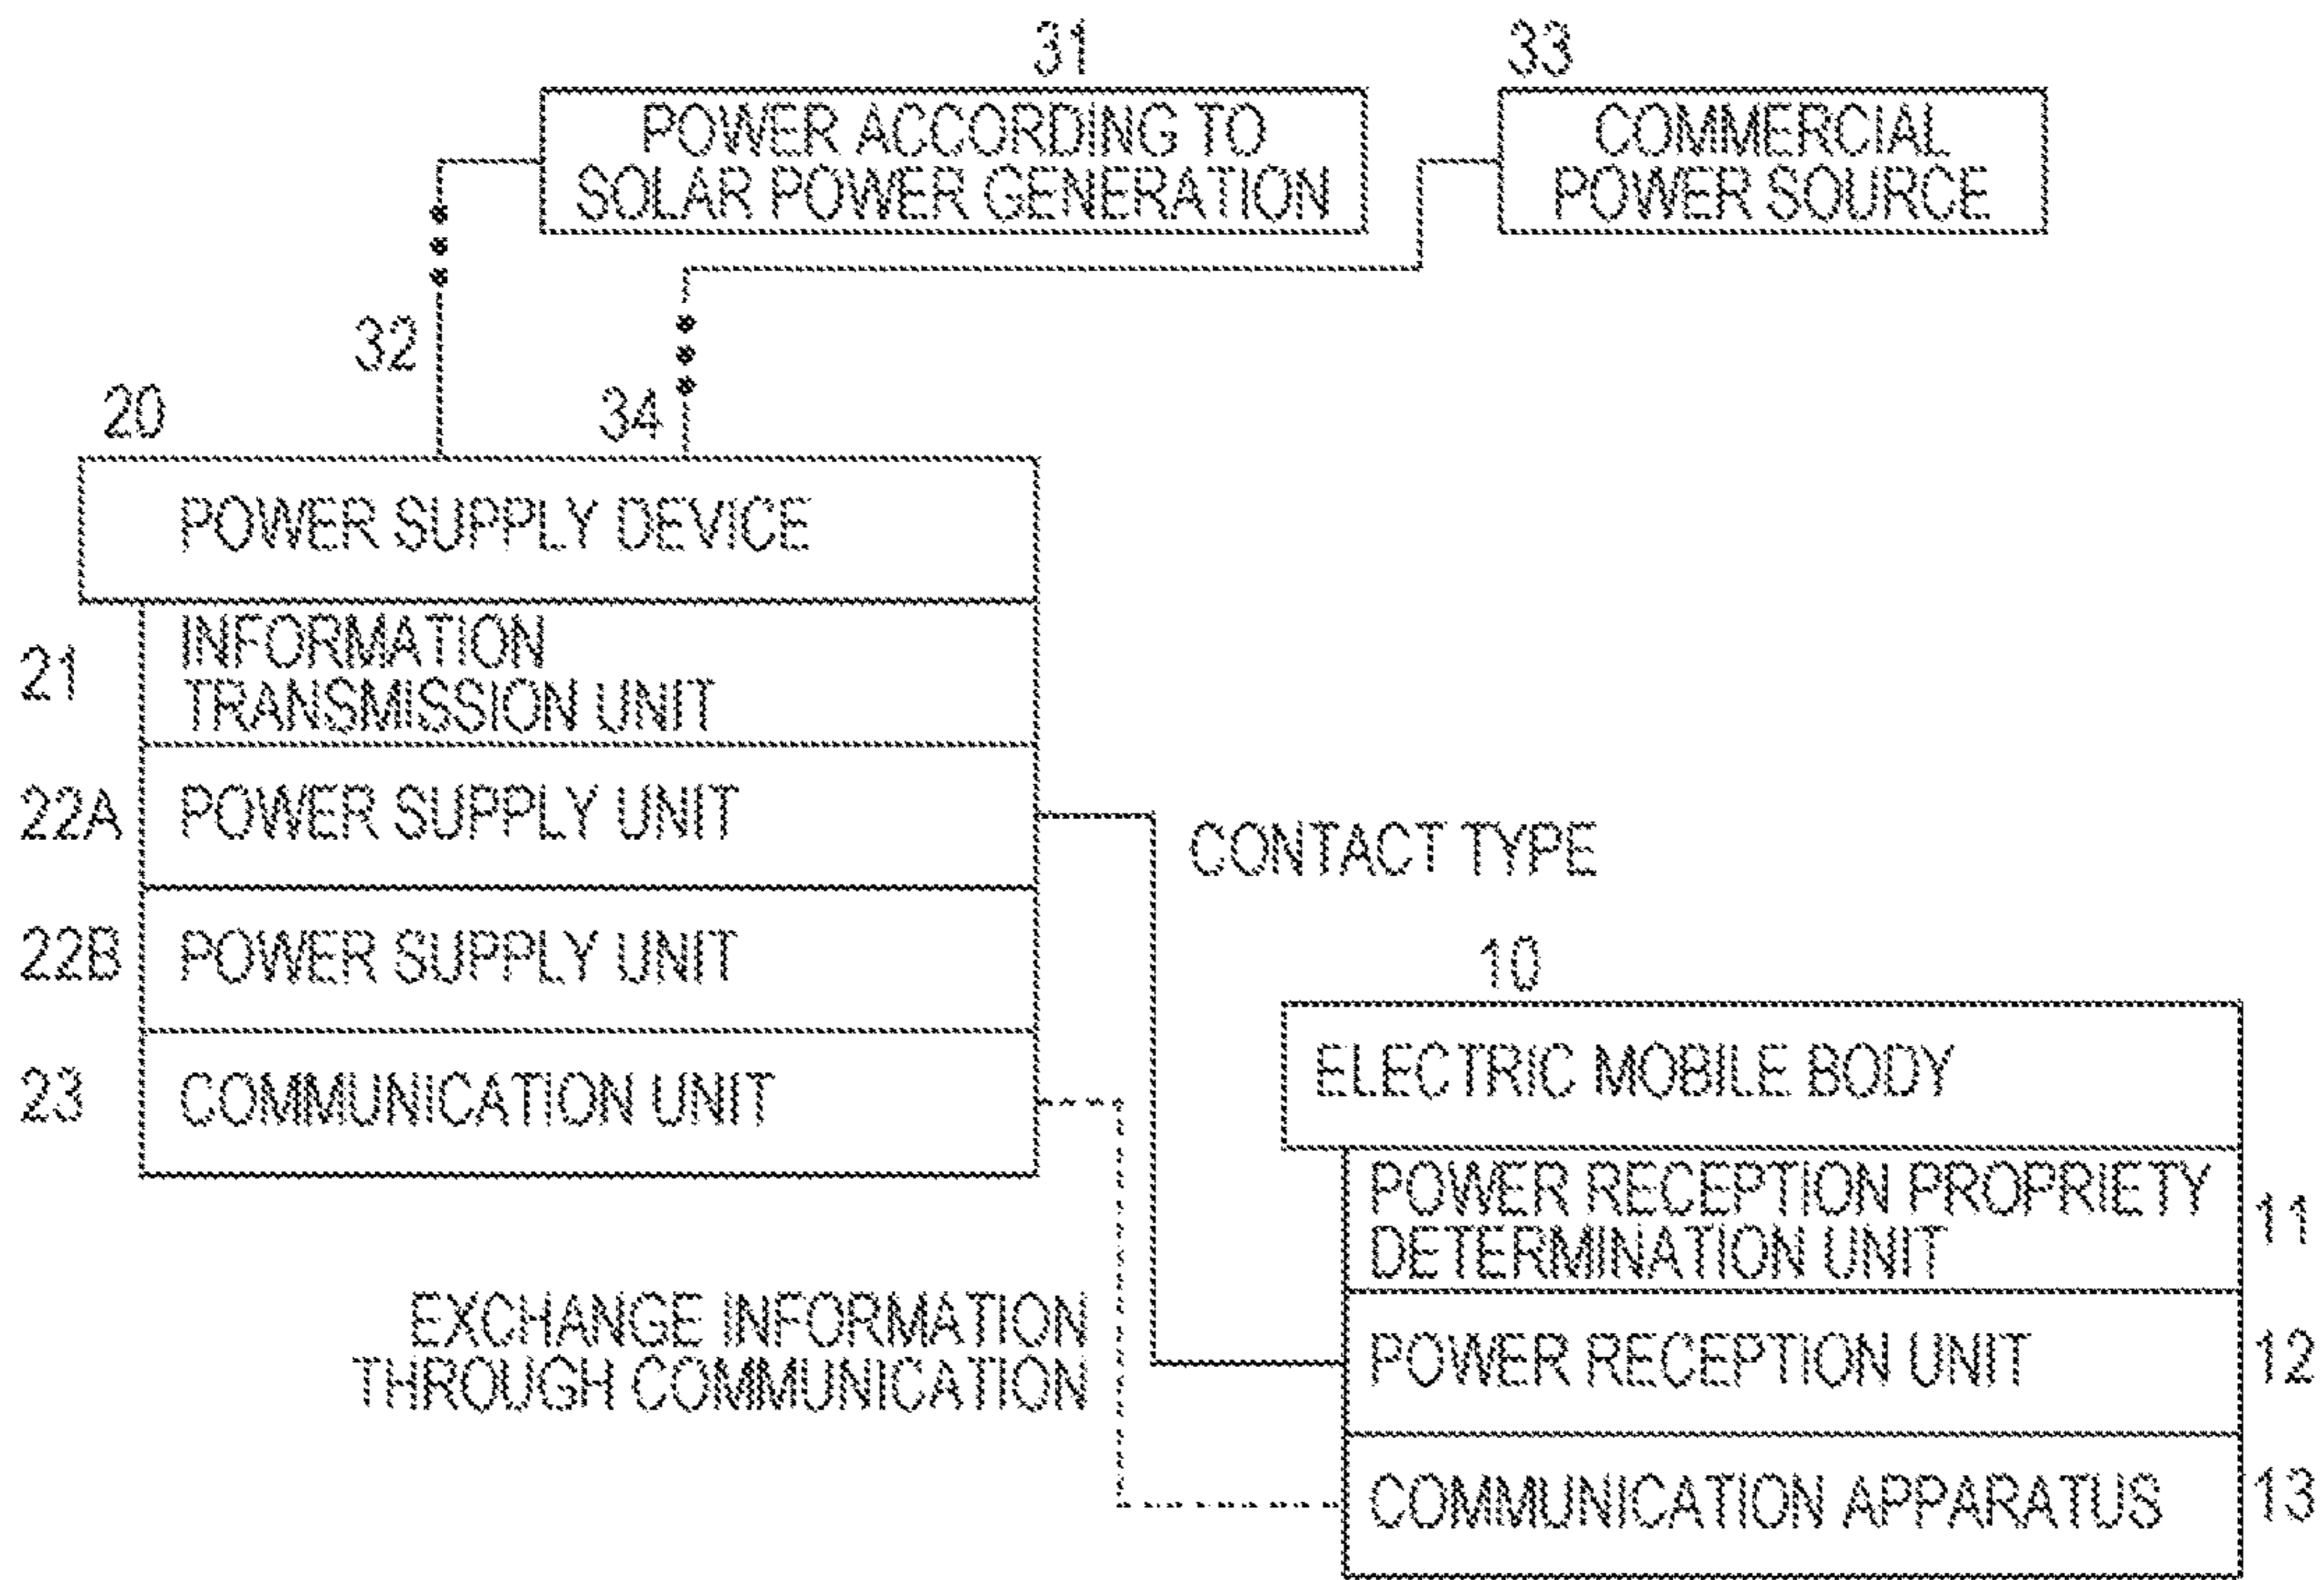 31
POWER ACCORDING TO
SOLAR POWER GENERATION
33
COMMERCIAL
POWER SOURCE
32
34
20
POWER SUPPLY DEVICE
21
INFORMATION
TRANSMISSION UNIT
22A
POWER SUPPLY UNIT
22B
POWER SUPPLY UNIT
23
COMMUNICATION UNIT
CONTACT TYPE
EXCHANGE INFORMATION
THROUGH COMMUNICATION
10
ELECTRIC MOBILE BODY
POWER RECEPTION PROPRIETY
DETERMINATION UNIT
11
POWER RECEPTION UNIT
12
COMMUNICATION APPARATUS
13